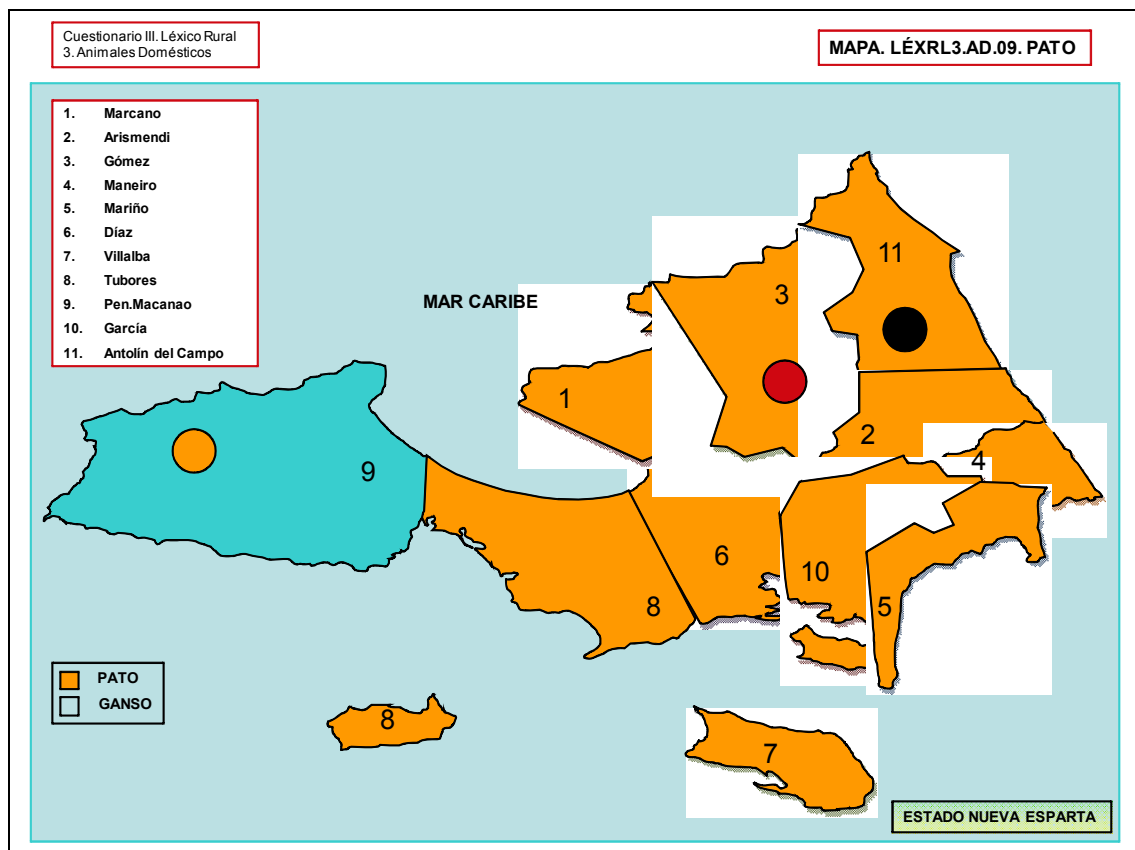 Cuestionario III. Léxico Rural
3. Animales Domésticos
MAPA. LÉXRL3.AD.09. PATO
1. Marcano
2. Arismendi
3. Gómez
4. Maneiro
5. Mariño
6. Díaz
7. Villalba
8. Tubores
9. Pen.Macanao
10. García
11. Antolín del Campo
MAR CARIBE
11
3
1
2
4
9
6
10
5
8
8
7
PATO
GANSO
ESTADO NUEVA ESPARTA